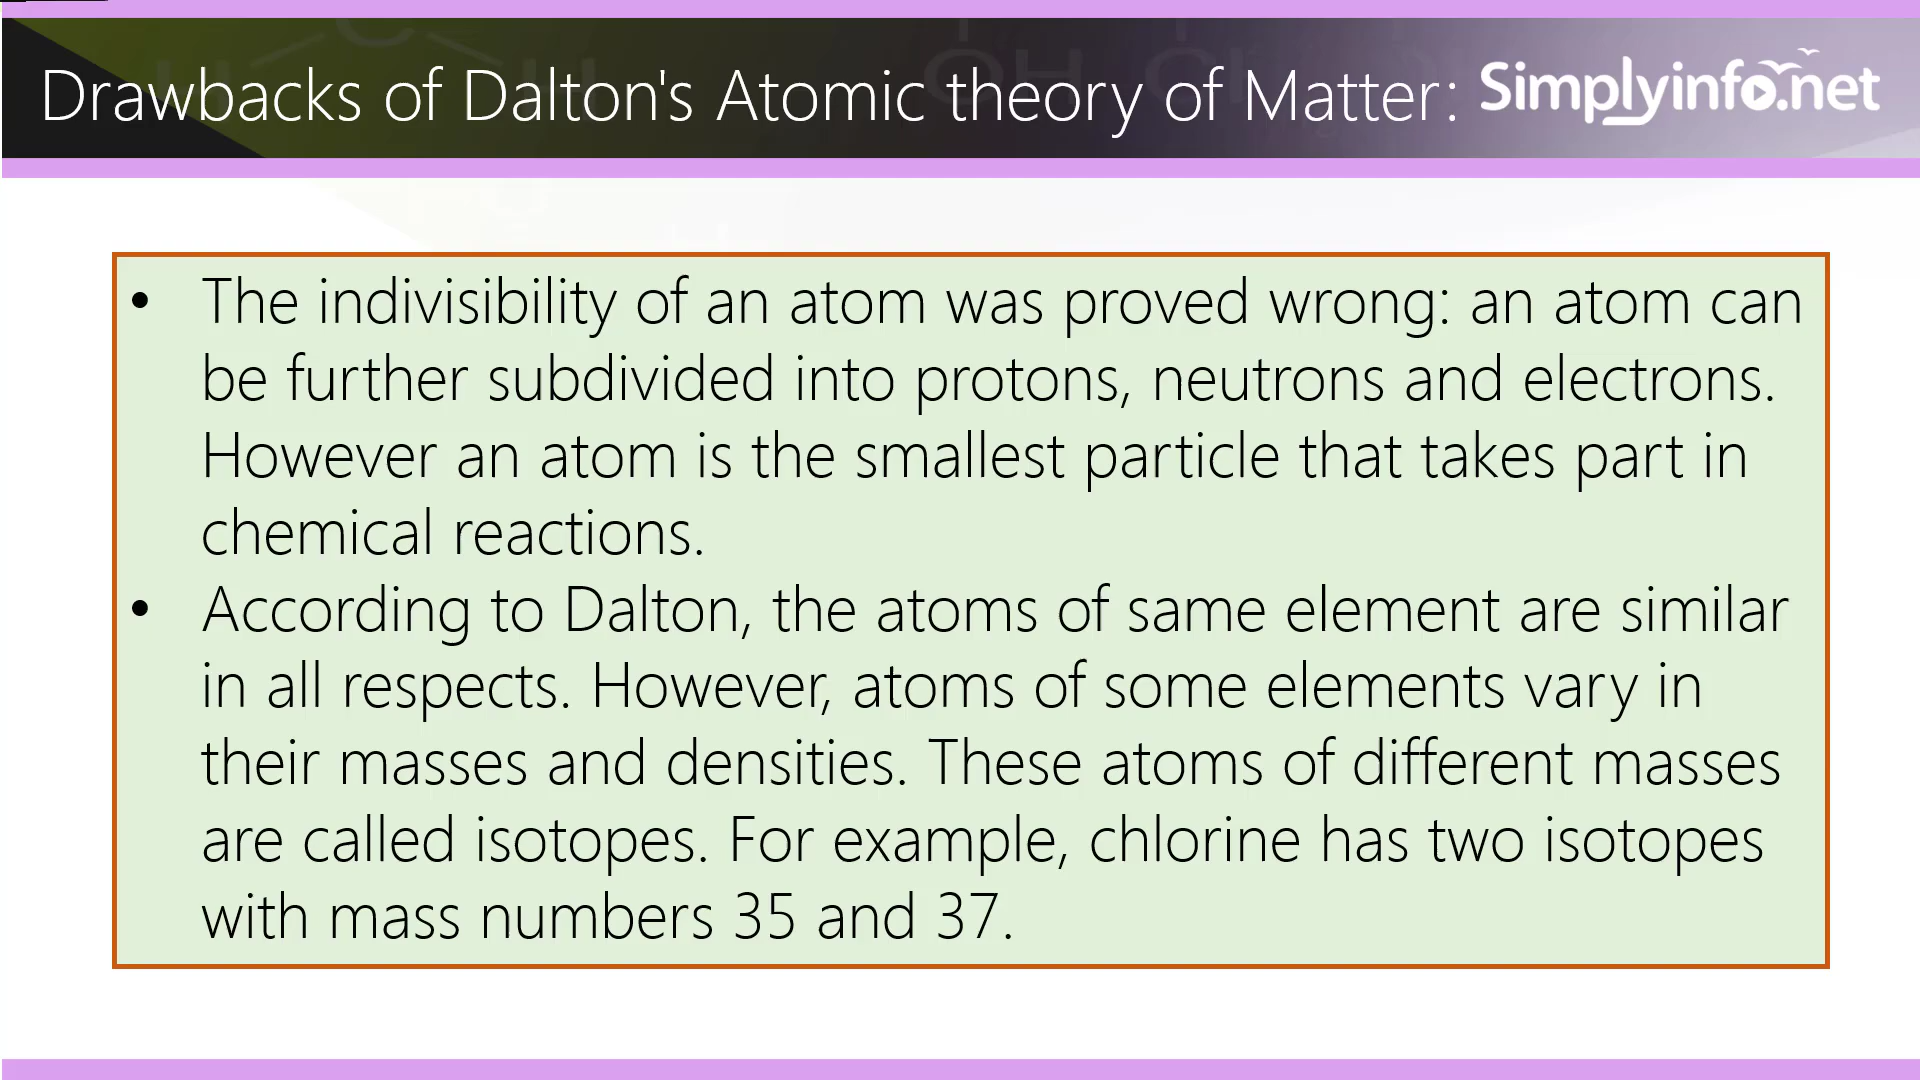 Drawbacks of Dalton's Atomic theory of Matter:
Simplyinfo.net
• The indivisibility of an atom was proved wrong: an atom can
be further subdivided into protons, neutrons and electrons.
However an atom is the smallest particle that takes part in
chemical reactions.
• According to Dalton, the atoms of same element are similar
in all respects. However, atoms of some elements vary in
their masses and densities. These atoms of different masses
are called isotopes. For example, chlorine has two isotopes
with mass numbers 35 and 37.